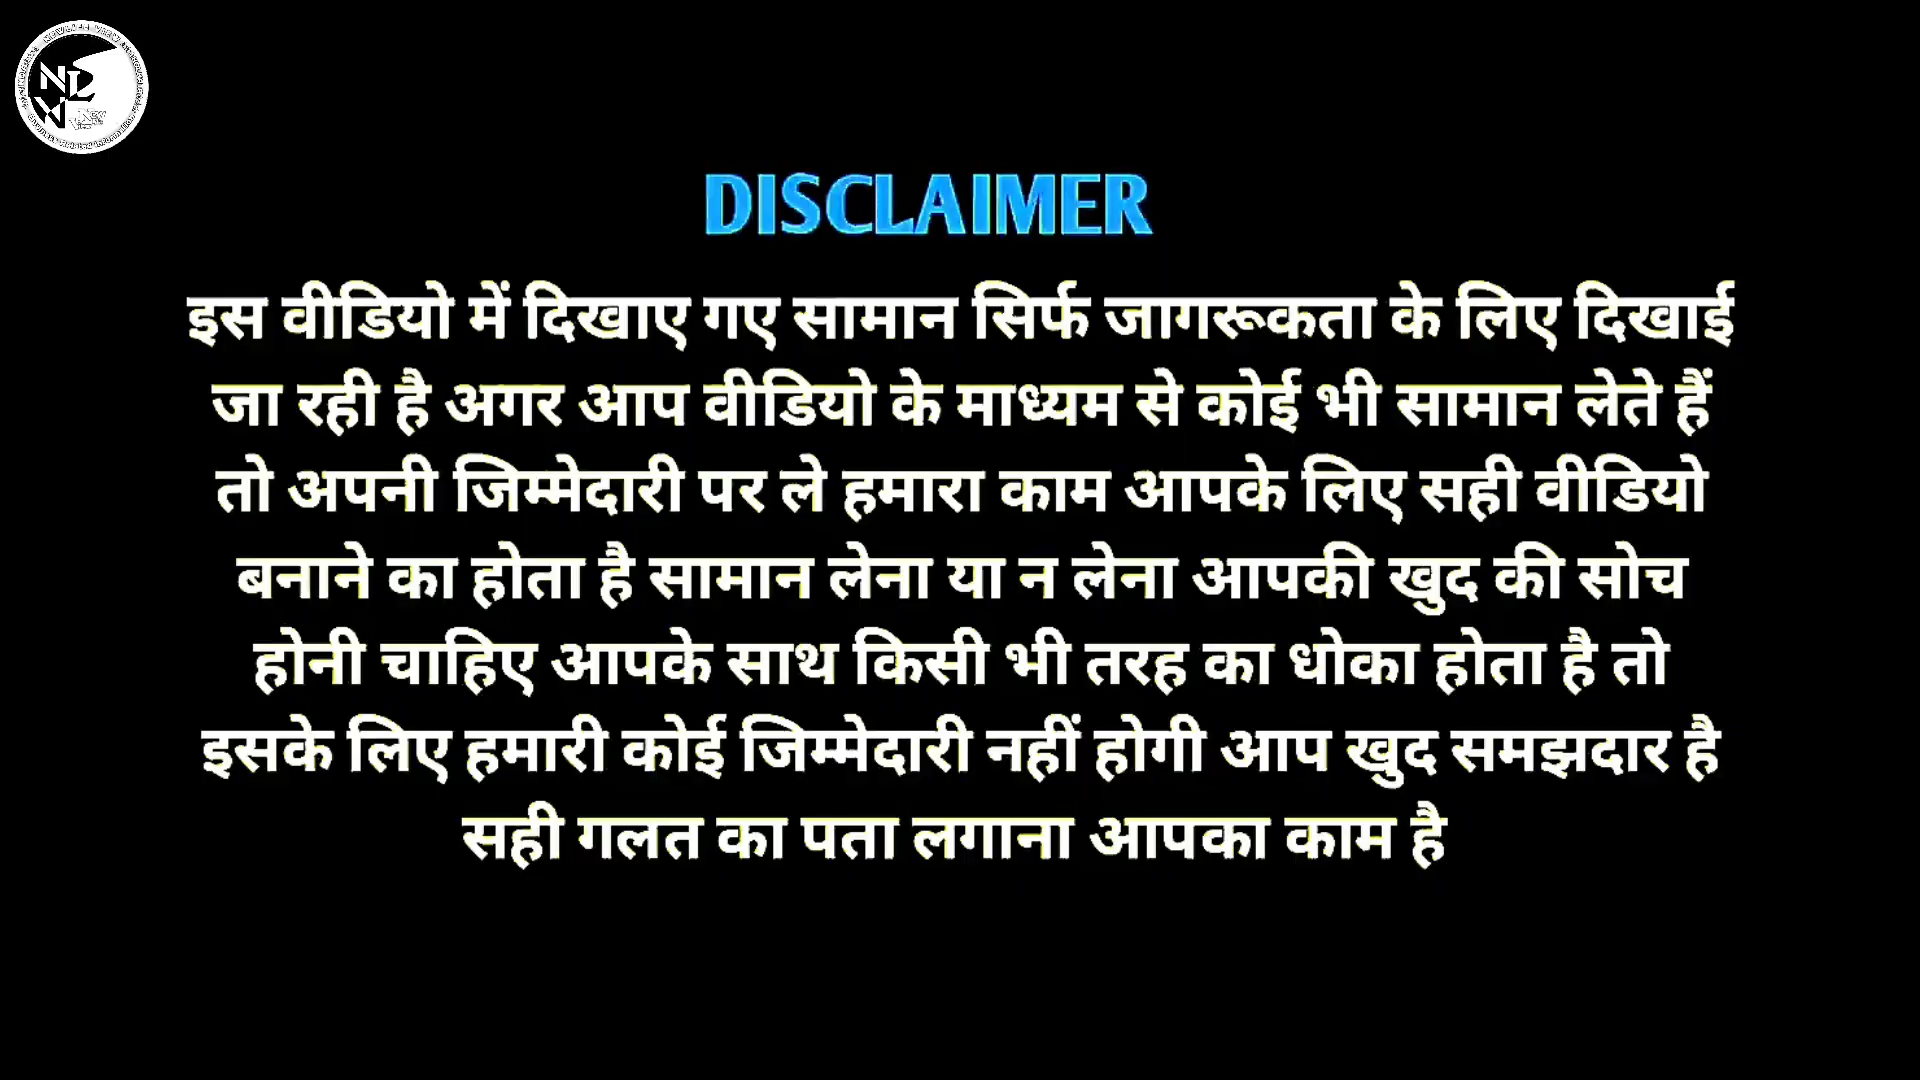 NL
V
DISCLAIMER
इस वीडियो में दिखाए गए सामान सिर्फ जागरूकता के लिए दिखाई
जा रही है अगर आप वीडियो के माध्यम से कोई भी सामान लेते हैं
तो अपनी जिम्मेदारी पर ले हमारा काम आपके लिए सही वीडियो
बनाने का होता है सामान लेना या न लेना आपकी खुद की सोच
होनी चाहिए आपके साथ किसी भी तरह का धोका होता है तो
इसके लिए हमारी कोई जिम्मेदारी नहीं होगी आप खुद समझदार है
सही गलत का पता लगाना आपका काम है